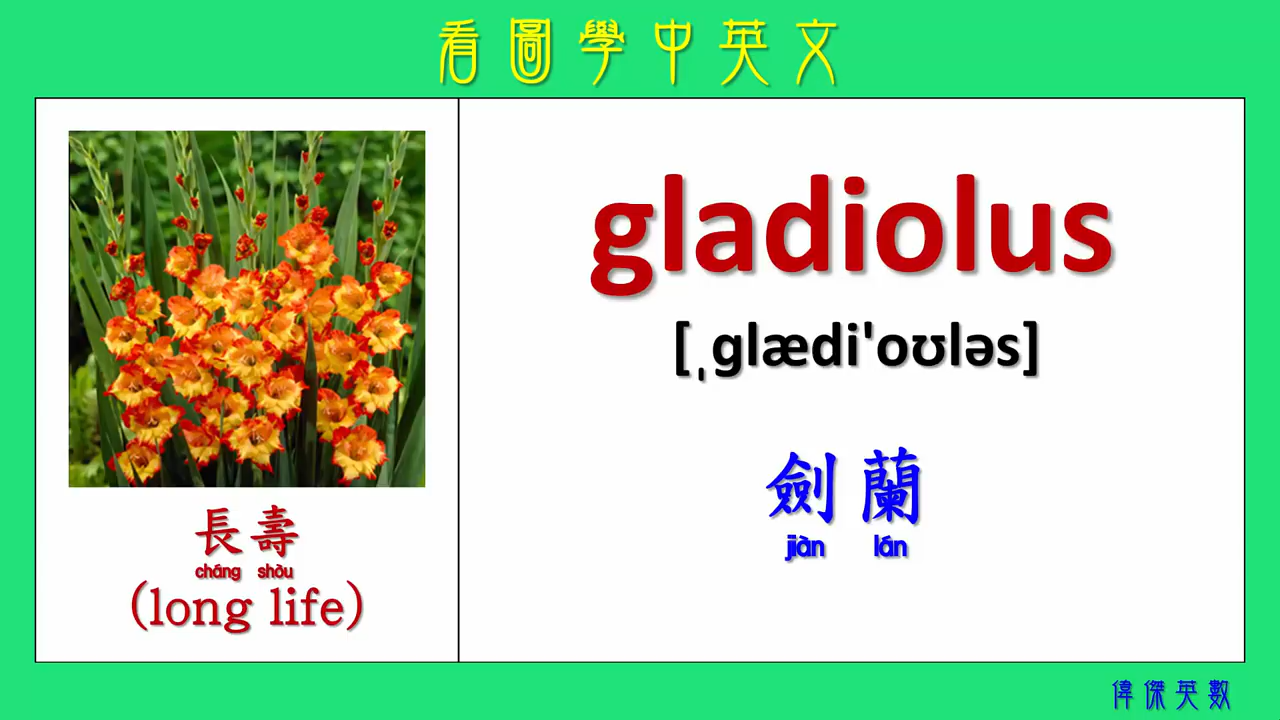 看圖學中英文
gladiolus
[ˌglædi'oʊləs]
劍蘭
jiàn lán
長壽
cháng shòu
(long life)
偉傑英數